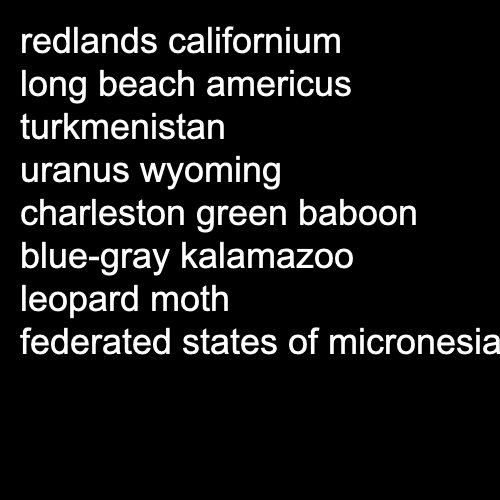 redlands californium
long beach americus
turkmenistan
uranus wyoming
charleston green baboon
blue-gray kalamazoo
leopard moth
federated states of micronesia